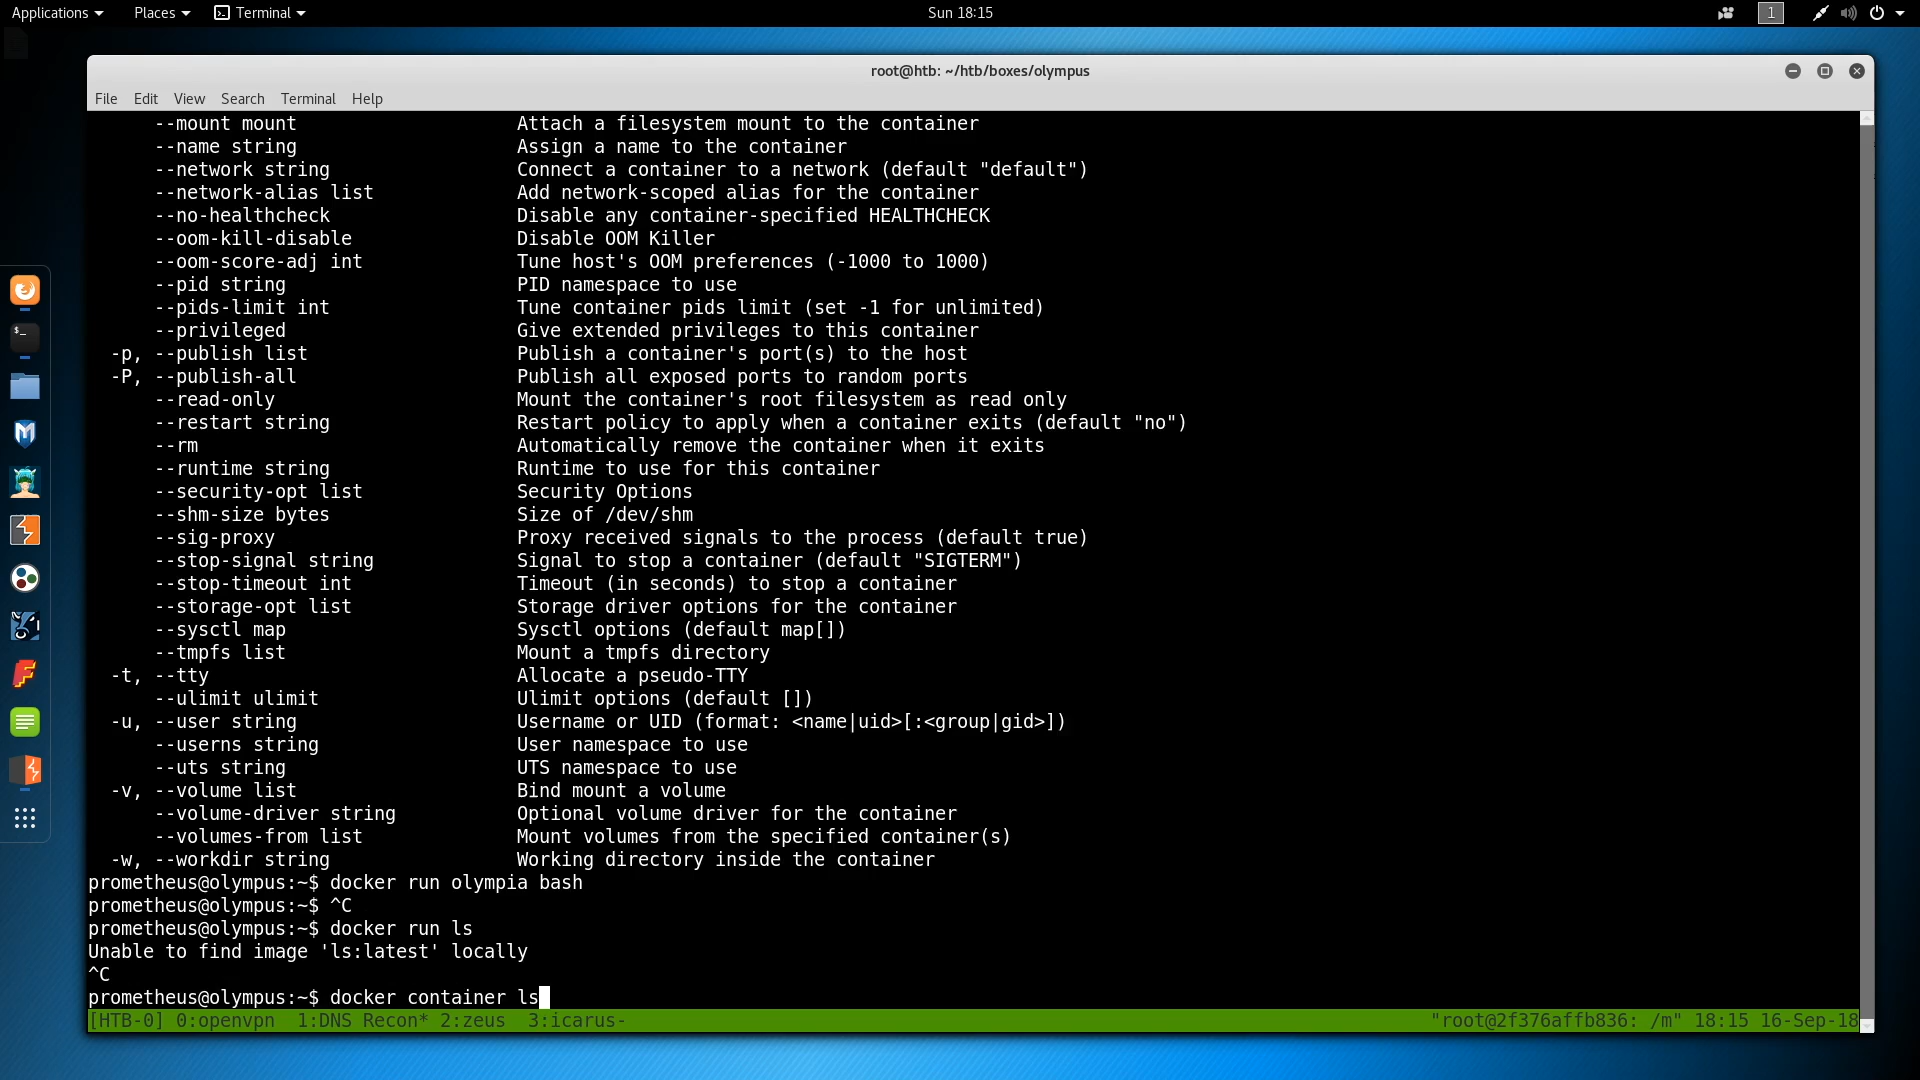 Applications Places Terminal Sun 18:15 1
root@htb: ~/htb/boxes/olympus
File Edit View Search Terminal Help
--mount mount Attach a filesystem mount to the container
--name string Assign a name to the container
--network string Connect a container to a network (default "default")
--network-alias list Add network-scoped alias for the container
--no-healthcheck Disable any container-specified HEALTHCHECK
--oom-kill-disable Disable OOM Killer
--oom-score-adj int Tune host's OOM preferences (-1000 to 1000)
--pid string PID namespace to use
--pids-limit int Tune container pids limit (set -1 for unlimited)
--privileged Give extended privileges to this container
-p, --publish list Publish a container's port(s) to the host
-P, --publish-all Publish all exposed ports to random ports
--read-only Mount the container's root filesystem as read only
--restart string Restart policy to apply when a container exits (default "no")
--rm Automatically remove the container when it exits
--runtime string Runtime to use for this container
--security-opt list Security Options
--shm-size bytes Size of /dev/shm
--sig-proxy Proxy received signals to the process (default true)
--stop-signal string Signal to stop a container (default "SIGTERM")
--stop-timeout int Timeout (in seconds) to stop a container
--storage-opt list Storage driver options for the container
--sysctl map Sysctl options (default map[])
--tmpfs list Mount a tmpfs directory
-t, --tty Allocate a pseudo-TTY
--ulimit ulimit Ulimit options (default [])
-u, --user string Username or UID (format: <name|uid>[:<group|gid>])
--userns string User namespace to use
--uts string UTS namespace to use
-v, --volume list Bind mount a volume
--volume-driver string Optional volume driver for the container
--volumes-from list Mount volumes from the specified container(s)
-w, --workdir string Working directory inside the container
prometheus@olympus:~$ docker run olympia bash
prometheus@olympus:~$ ^C
prometheus@olympus:~$ docker run ls
Unable to find image 'ls:latest' locally
^C
prometheus@olympus:~$ docker container ls
[HTB-0] 0:openvpn 1:DNS Recon* 2:zeus 3:icarus- "root@2f376affb836: /m" 18:15 16-Sep-18